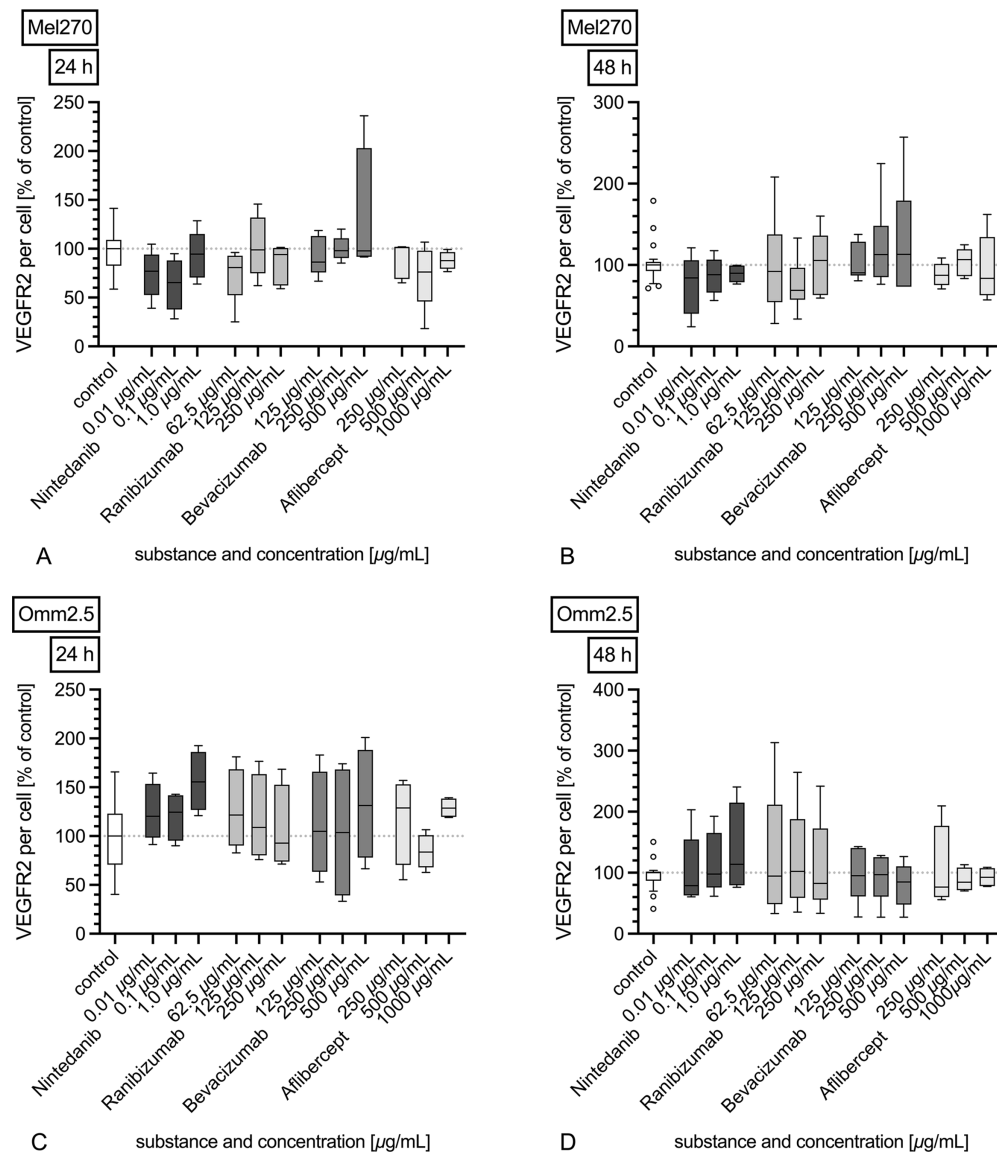 Mel270
24 h
VEGFR2 per cell [% of control]
250
200
150
100
50
0
control
0.01 µg/mL
0.1 µg/mL
1.0 µg/mL
62.5 µg/mL
125 µg/mL
250 µg/mL
125 µg/mL
250 µg/mL
500 µg/mL
250 µg/mL
500 µg/mL
1000 µg/mL
Nintedanib
Ranibizumab
Bevacizumab
Aflibercept
A
substance and concentration [µg/mL]
Mel270
48 h
VEGFR2 per cell [% of control]
300
200
100
0
control
0.01 µg/mL
0.1 µg/mL
1.0 µg/mL
62.5 µg/mL
125 µg/mL
250 µg/mL
125 µg/mL
250 µg/mL
500 µg/mL
250 µg/mL
500 µg/mL
1000 µg/mL
Nintedanib
Ranibizumab
Bevacizumab
Aflibercept
B
substance and concentration [µg/mL]
Omm2.5
24 h
VEGFR2 per cell [% of control]
250
200
150
100
50
0
control
0.01 µg/mL
0.1 µg/mL
1.0 µg/mL
62.5 µg/mL
125 µg/mL
250 µg/mL
125 µg/mL
250 µg/mL
500 µg/mL
250 µg/mL
500 µg/mL
1000 µg/mL
Nintedanib
Ranibizumab
Bevacizumab
Aflibercept
C
substance and concentration [µg/mL]
Omm2.5
48 h
VEGFR2 per cell [% of control]
400
300
200
100
0
control
0.01 µg/mL
0.1 µg/mL
1.0 µg/mL
62.5 µg/mL
125 µg/mL
250 µg/mL
125 µg/mL
250 µg/mL
500 µg/mL
250 µg/mL
500 µg/mL
1000µg/mL
Nintedanib
Ranibizumab
Bevacizumab
Aflibercept
D
substance and concentration [µg/mL]